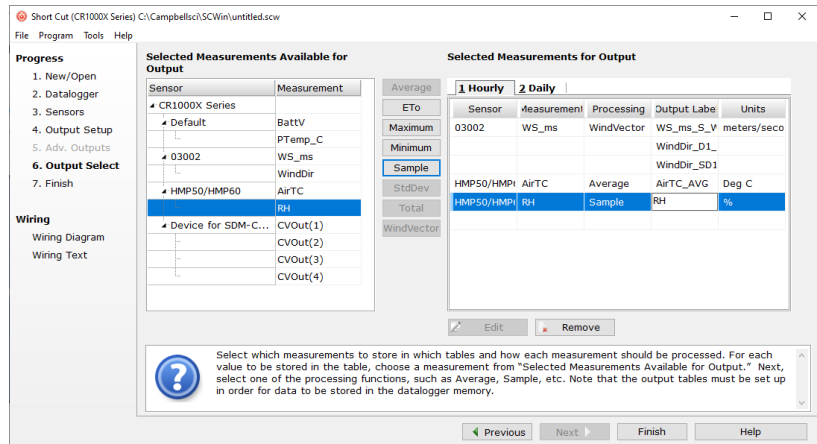 Short Cut (CR1000X Series) C:\Campbellsci\SCWin\untitled.scw
File Program Tools Help
Progress
1. New/Open
2. Datalogger
3. Sensors
4. Output Setup
5. Adv. Outputs
6. Output Select
7. Finish
Wiring
Wiring Diagram
Wiring Text
Selected Measurements Available for
Output
Sensor Measurement
CR1000X Series
Default BattV
PTemp_C
03002 WS_ms
WindDir
HMP50/HMP60 AirTC
RH
Device for SDM-C... CVOut(1)
CVOut(2)
CVOut(3)
CVOut(4)
Average
ETo
Maximum
Minimum
Sample
StdDev
Total
WindVector
Selected Measurements for Output
1 Hourly 2 Daily
Sensor Measurement Processing Output Labe Units
03002 WS_ms WindVector WS_ms_S_W meters/seco
WindDir_D1_
WindDir_SD1
HMP50/HMP( AirTC Average AirTC_AVG Deg C
HMP50/HMP( RH Sample RH %
Edit Remove
Select which measurements to store in which tables and how each measurement should be processed. For each
value to be stored in the table, choose a measurement from "Selected Measurements Available for Output." Next,
select one of the processing functions, such as Average, Sample, etc. Note that the output tables must be set up
in order for data to be stored in the datalogger memory.
Previous Next Finish Help